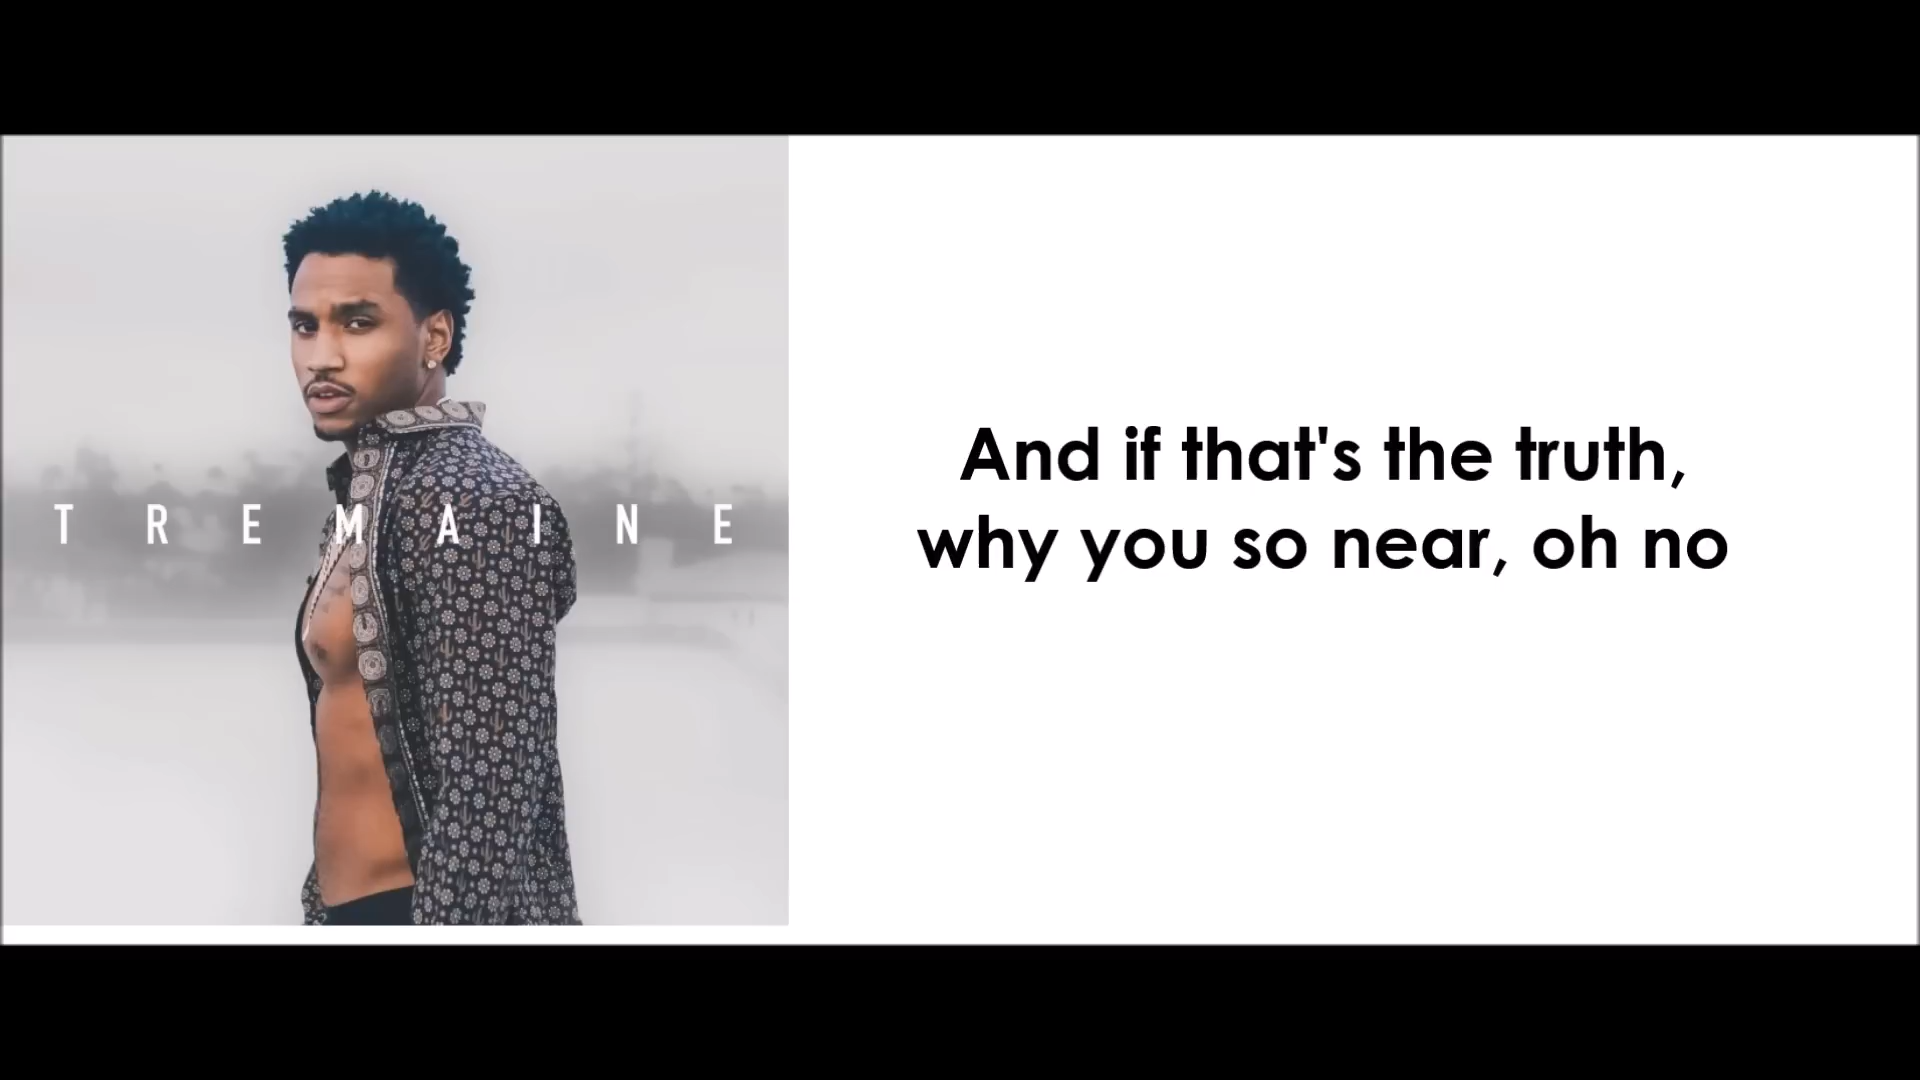 TREMAINE
And if that's the truth,
why you so near, oh no